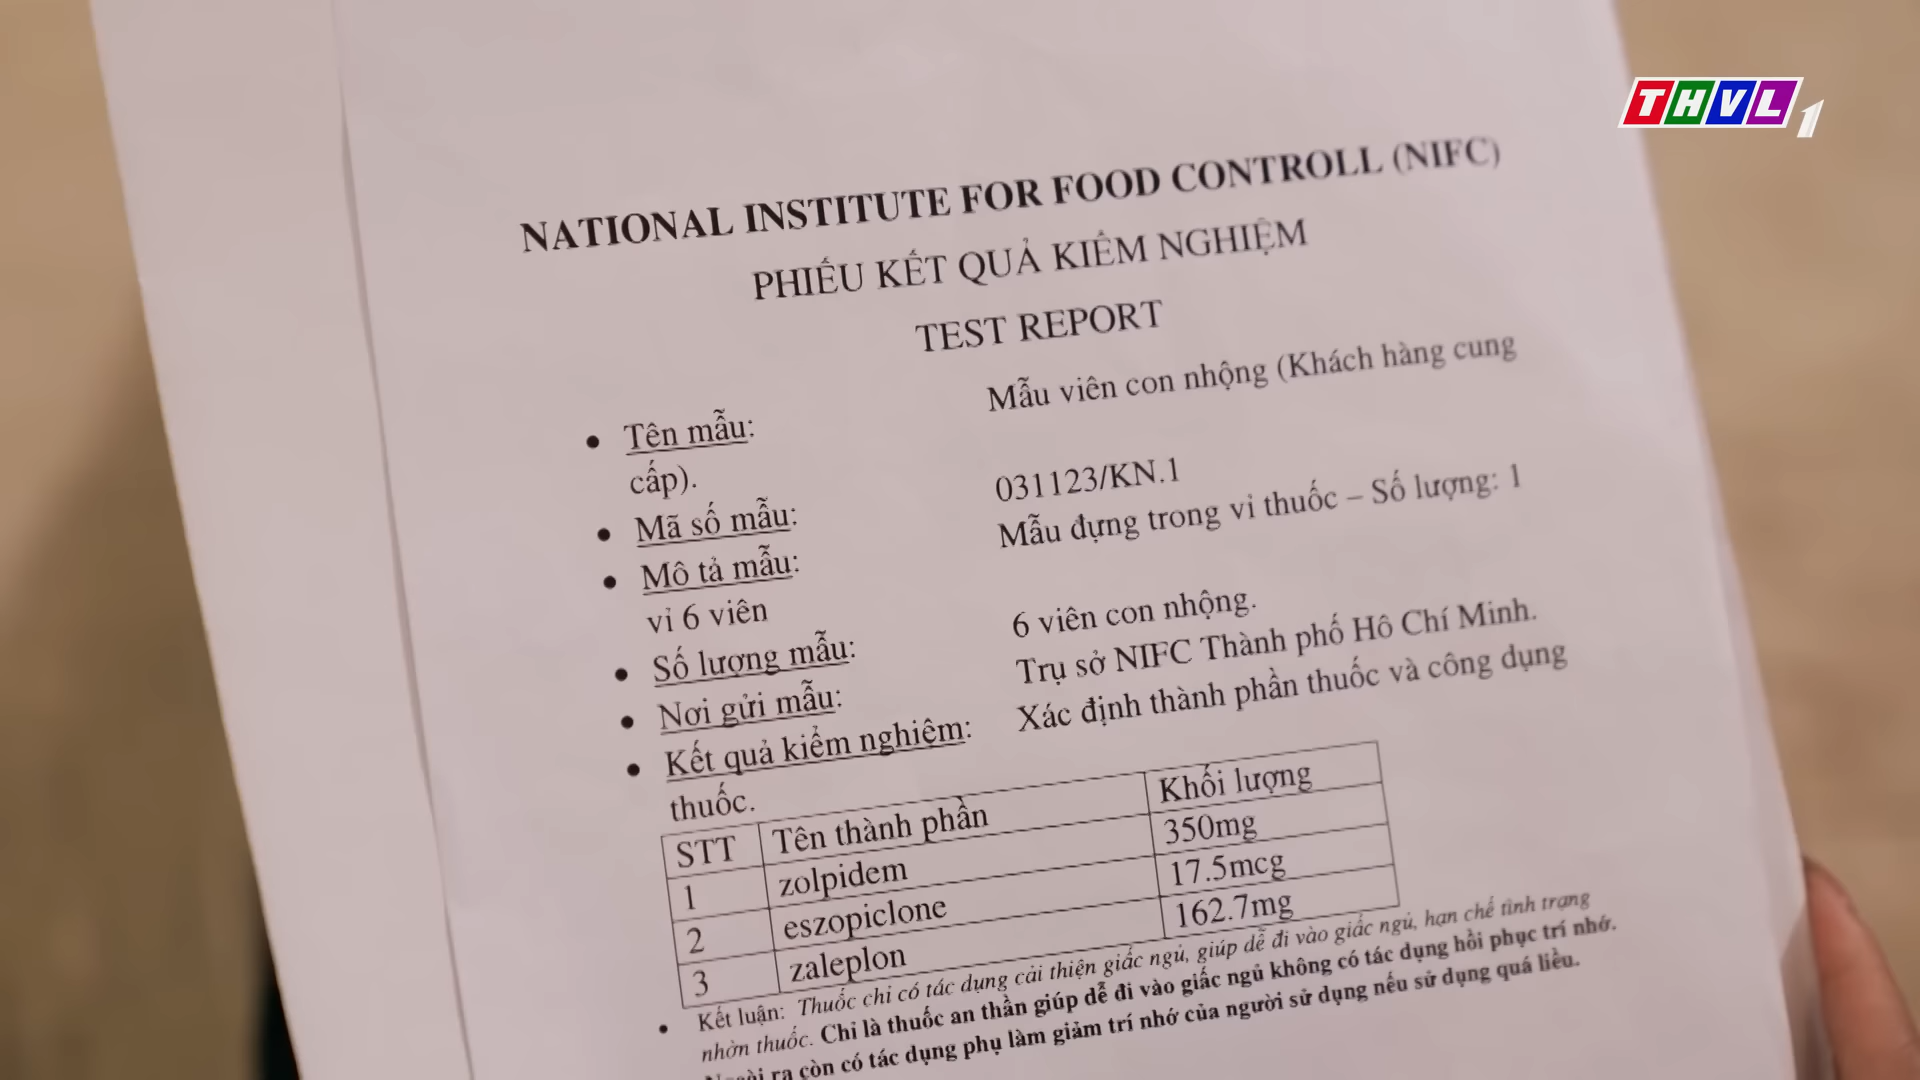 THVL1
NATIONAL INSTITUTE FOR FOOD CONTROLL (NIFC)
PHIẾU KẾT QUẢ KIỂM NGHIỆM
TEST REPORT
• Tên mẫu: Mẫu viên con nhộng (Khách hàng cung
cấp).
• Mã số mẫu: 031123/KN.1
• Mô tả mẫu: Mẫu đựng trong vỉ thuốc – Số lượng: 1
vỉ 6 viên
• Số lượng mẫu: 6 viên con nhộng.
• Nơi gửi mẫu: Trụ sở NIFC Thành phố Hồ Chí Minh.
• Kết quả kiểm nghiệm: Xác định thành phần thuốc và công dụng
thuốc.
STT Tên thành phần Khối lượng
1 zolpidem 350mg
2 eszopiclone 17.5mcg
3 zaleplon 162.7mg
• Kết luận: Thuốc chỉ có tác dụng cải thiện giấc ngủ, giúp dễ đi vào giấc ngủ, hạn chế tình trạng
nhờn thuốc. Chỉ là thuốc an thần giúp dễ đi vào giấc ngủ không có tác dụng hồi phục trí nhớ.
Ngoài ra còn có tác dụng phụ làm giảm trí nhớ của người sử dụng nếu sử dụng quá liều.